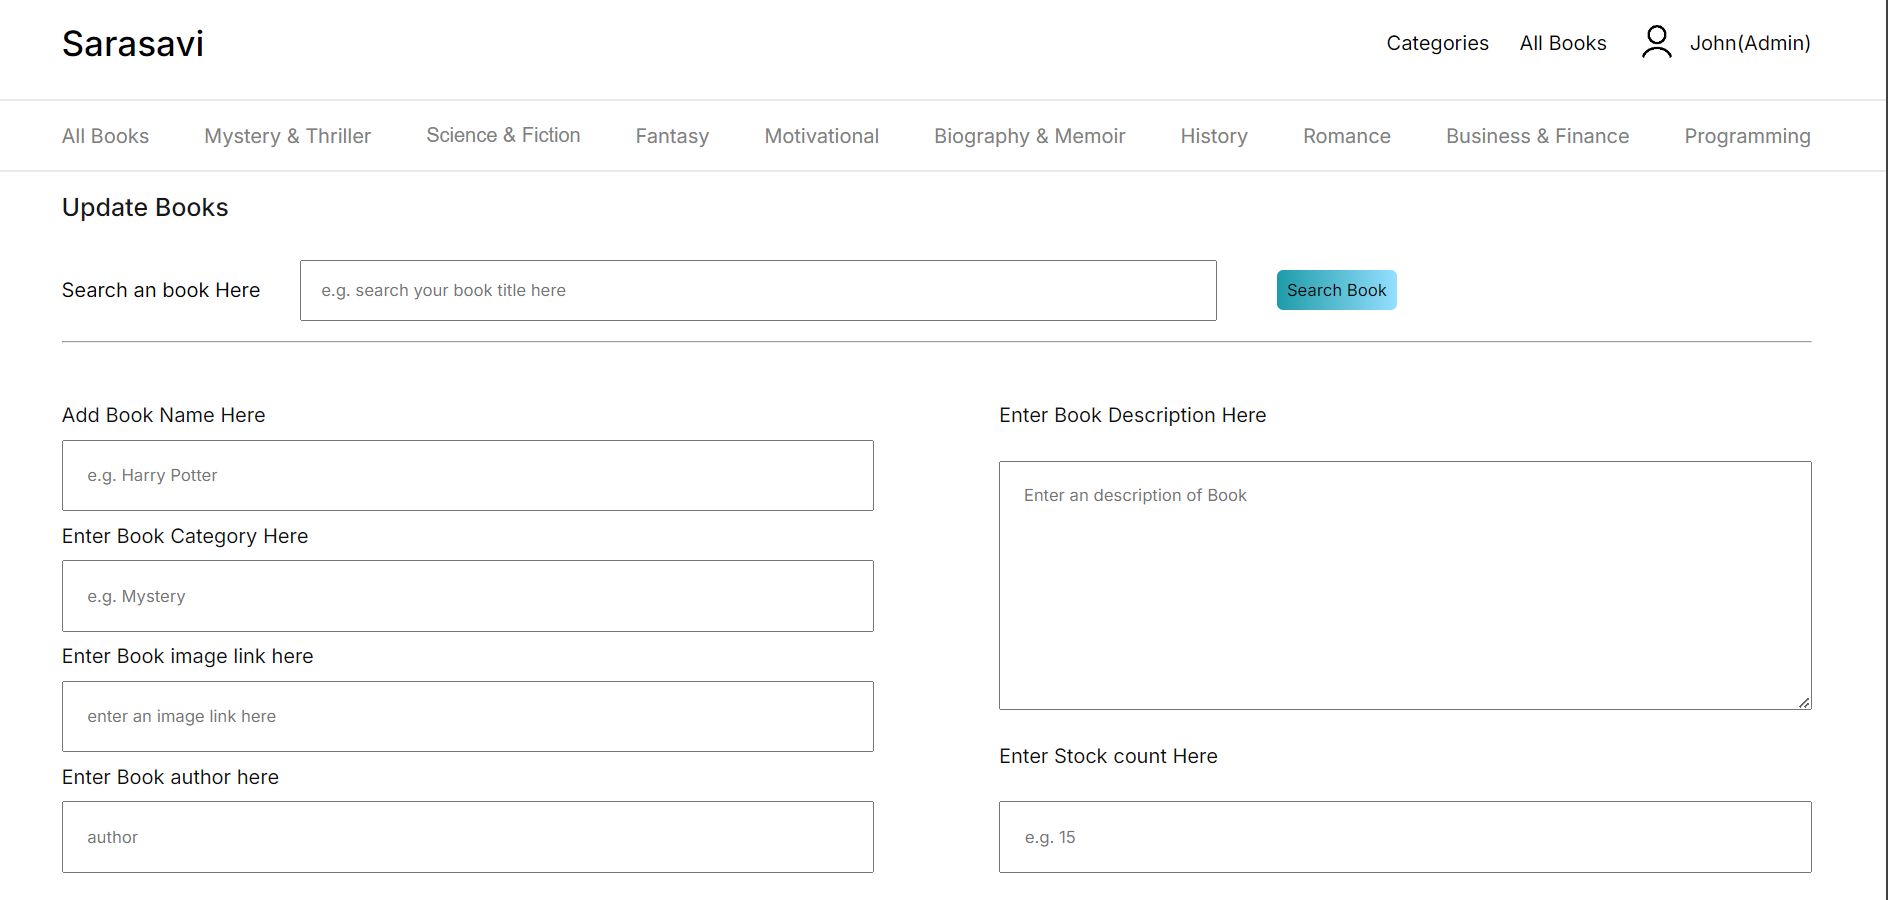 Sarasavi
Categories All Books John(Admin)
All Books Mystery & Thriller Science & Fiction Fantasy Motivational Biography & Memoir History Romance Business & Finance Programming
Update Books
Search an book Here e.g. search your book title here Search Book
Add Book Name Here
e.g. Harry Potter
Enter Book Category Here
e.g. Mystery
Enter Book image link here
enter an image link here
Enter Book author here
author
Enter Book Description Here
Enter an description of Book
Enter Stock count Here
e.g. 15